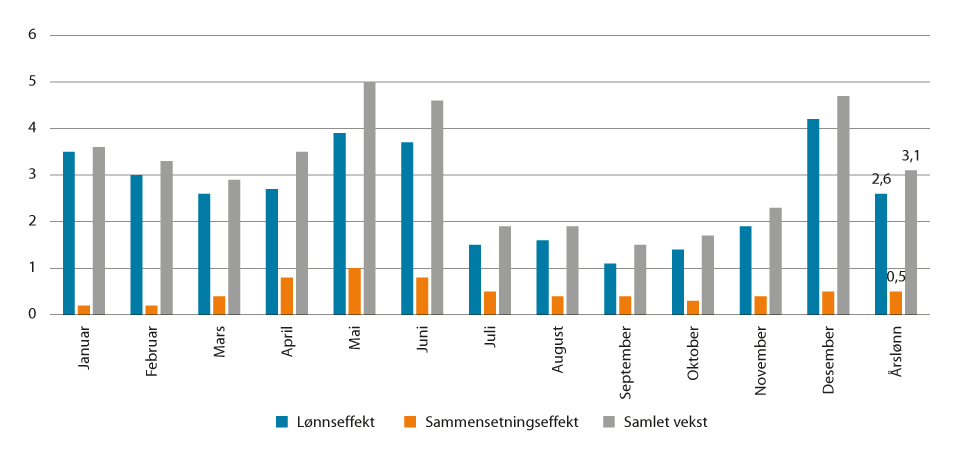 6
5
4
3
2
1
0
3,1
2,6
0,5
Januar
Februar
Mars
April
Mai
Juni
Juli
August
September
Oktober
November
Desember
Årslønn
Lønnseffekt
Sammensetningseffekt
Samlet vekst